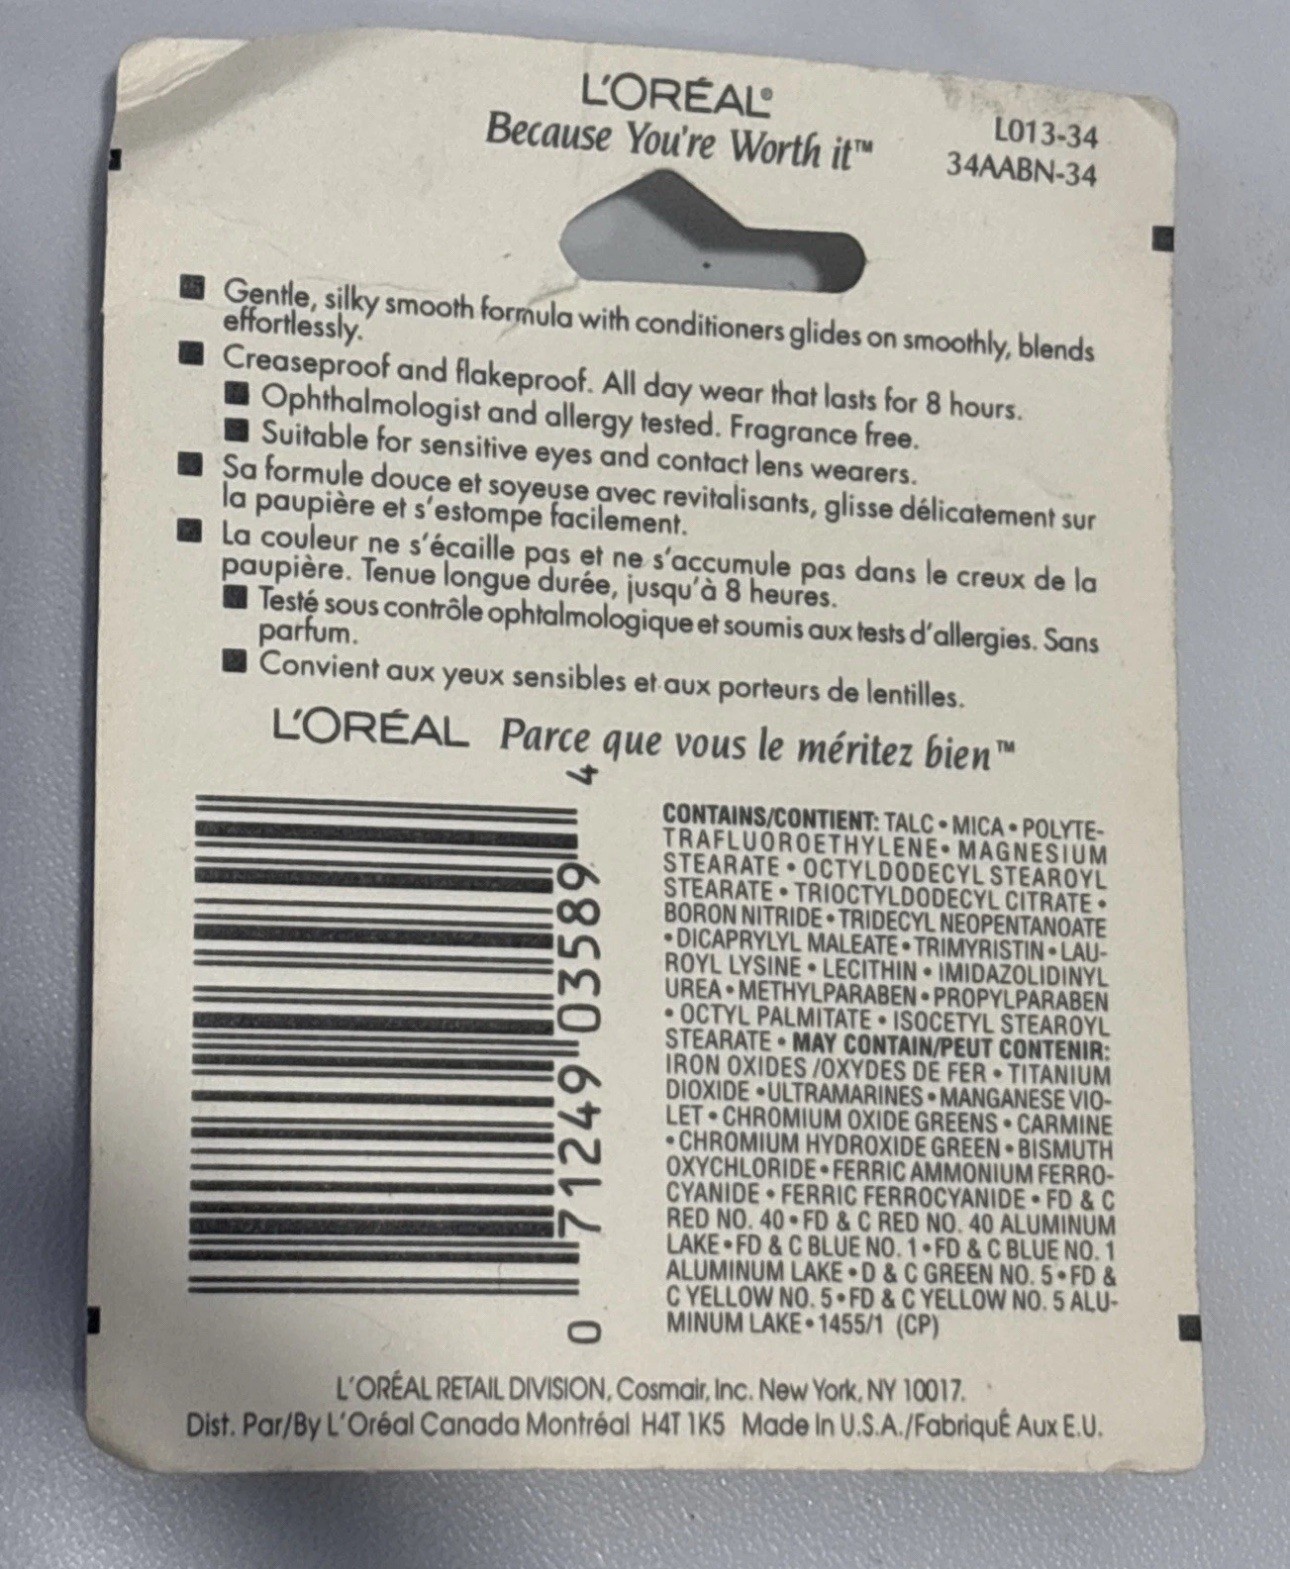 L'ORÉAL®
Because You're Worth it™
L013-34
34AABN-34
■ Gentle, silky smooth formula with conditioners glides on smoothly, blends
effortlessly.
■ Creaseproof and flakeproof. All day wear that lasts for 8 hours.
■ Ophthalmologist and allergy tested. Fragrance free.
■ Suitable for sensitive eyes and contact lens wearers.
■ Sa formule douce et soyeuse avec revitalisants, glisse délicatement sur
la paupière et s'estompe facilement.
■ La couleur ne s'écaille pas et ne s'accumule pas dans le creux de la
paupière. Tenue longue durée, jusqu'à 8 heures.
■ Testé sous contrôle ophtalmologique et soumis aux tests d'allergies. Sans
parfum.
■ Convient aux yeux sensibles et aux porteurs de lentilles.
L'ORÉAL Parce que vous le méritez bien™
0 71249 03589 4
CONTAINS/CONTIENT: TALC • MICA • POLYTE-
TRAFLUOROETHYLENE • MAGNESIUM
STEARATE • OCTYLDODECYL STEAROYL
STEARATE • TRIOCTYLDODECYL CITRATE •
BORON NITRIDE • TRIDECYL NEOPENTANOATE
• DICAPRYLYL MALEATE • TRIMYRISTIN • LAU-
ROYL LYSINE • LECITHIN • IMIDAZOLIDINYL
UREA • METHYLPARABEN • PROPYLPARABEN
• OCTYL PALMITATE • ISOCETYL STEAROYL
STEARATE • MAY CONTAIN/PEUT CONTENIR:
IRON OXIDES /OXYDES DE FER • TITANIUM
DIOXIDE • ULTRAMARINES • MANGANESE VIO-
LET • CHROMIUM OXIDE GREENS • CARMINE
• CHROMIUM HYDROXIDE GREEN • BISMUTH
OXYCHLORIDE • FERRIC AMMONIUM FERRO-
CYANIDE • FERRIC FERROCYANIDE • FD & C
RED NO. 40 • FD & C RED NO. 40 ALUMINUM
LAKE • FD & C BLUE NO. 1 • FD & C BLUE NO. 1
ALUMINUM LAKE • D & C GREEN NO. 5 • FD &
C YELLOW NO. 5 • FD & C YELLOW NO. 5 ALU-
MINUM LAKE • 1455/1 (CP)
L'ORÉAL RETAIL DIVISION, Cosmair, Inc. New York, NY 10017.
Dist. Par/By L'Oréal Canada Montréal H4T 1K5 Made In U.S.A./FabriquÉ Aux E.U.